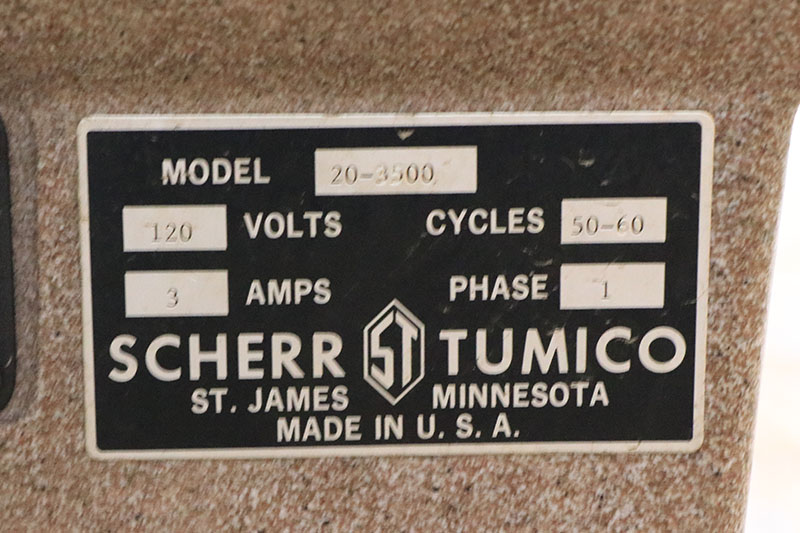 MODEL 20-3500
120 VOLTS CYCLES 50-60
3 AMPS PHASE 1
SCHERR ST TUMICO
ST. JAMES MINNESOTA
MADE IN U. S. A.